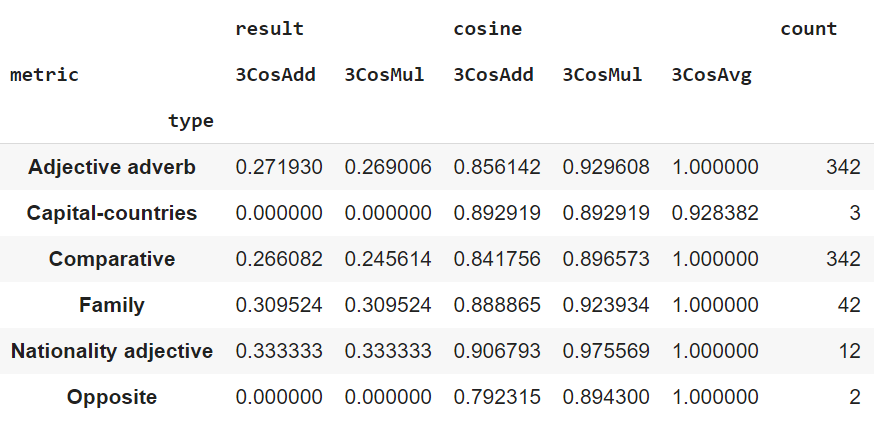 result cosine count
metric 3CosAdd 3CosMul 3CosAdd 3CosMul 3CosAvg
type
Adjective adverb 0.271930 0.269006 0.856142 0.929608 1.000000 342
Capital-countries 0.000000 0.000000 0.892919 0.892919 0.928382 3
Comparative 0.266082 0.245614 0.841756 0.896573 1.000000 342
Family 0.309524 0.309524 0.888865 0.923934 1.000000 42
Nationality adjective 0.333333 0.333333 0.906793 0.975569 1.000000 12
Opposite 0.000000 0.000000 0.792315 0.894300 1.000000 2